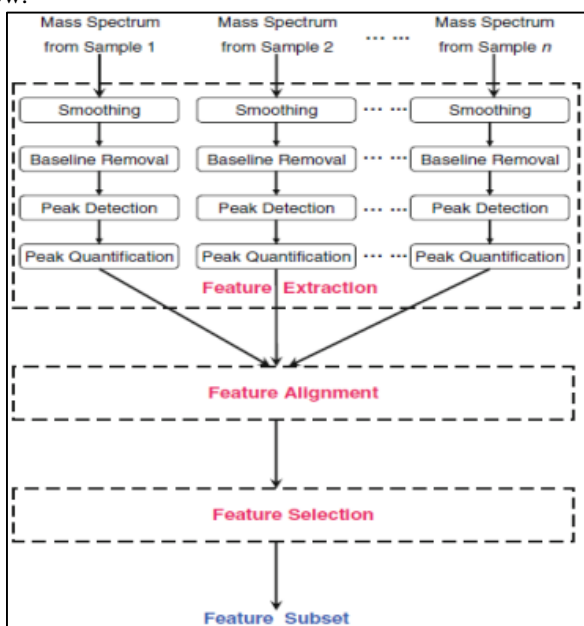 Mass Spectrum Mass Spectrum Mass Spectrum
from Sample 1 from Sample 2 ... ... from Sample n
Smoothing Smoothing ... ... Smoothing
Baseline Removal Baseline Removal ... ... Baseline Removal
Peak Detection Peak Detection ... ... Peak Detection
Peak Quantification Peak Quantification ... ... Peak Quantification
Feature Extraction
Feature Alignment
Feature Selection
Feature Subset